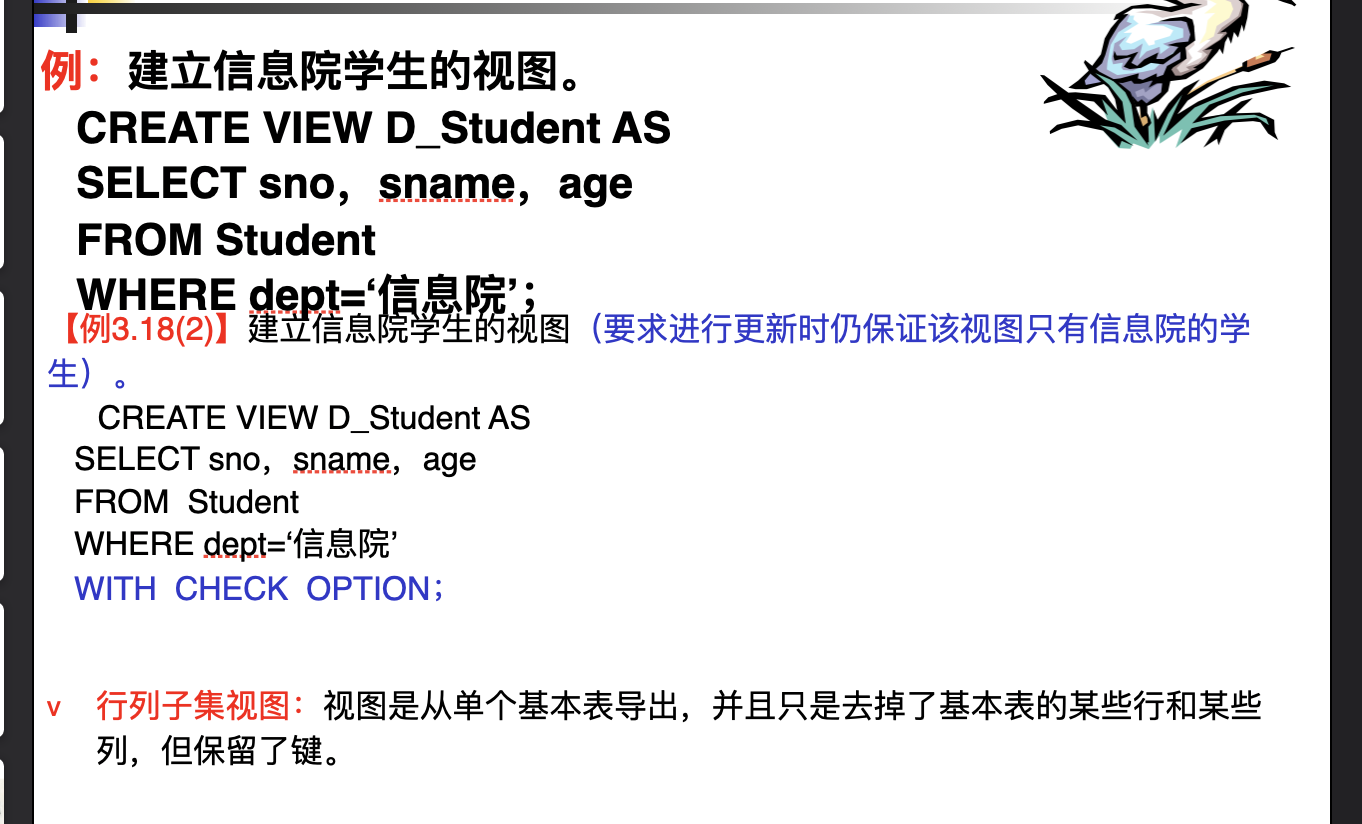 例：建立信息院学生的视图。
CREATE VIEW D_Student AS
SELECT sno，sname，age
FROM Student
WHERE dept=‘信息院’；
【例3.18(2)】建立信息院学生的视图（要求进行更新时仍保证该视图只有信息院的学
生）。
CREATE VIEW D_Student AS
SELECT sno，sname，age
FROM Student
WHERE dept=‘信息院’
WITH CHECK OPTION；
v 行列子集视图：视图是从单个基本表导出，并且只是去掉了基本表的某些行和某些
列，但保留了键。